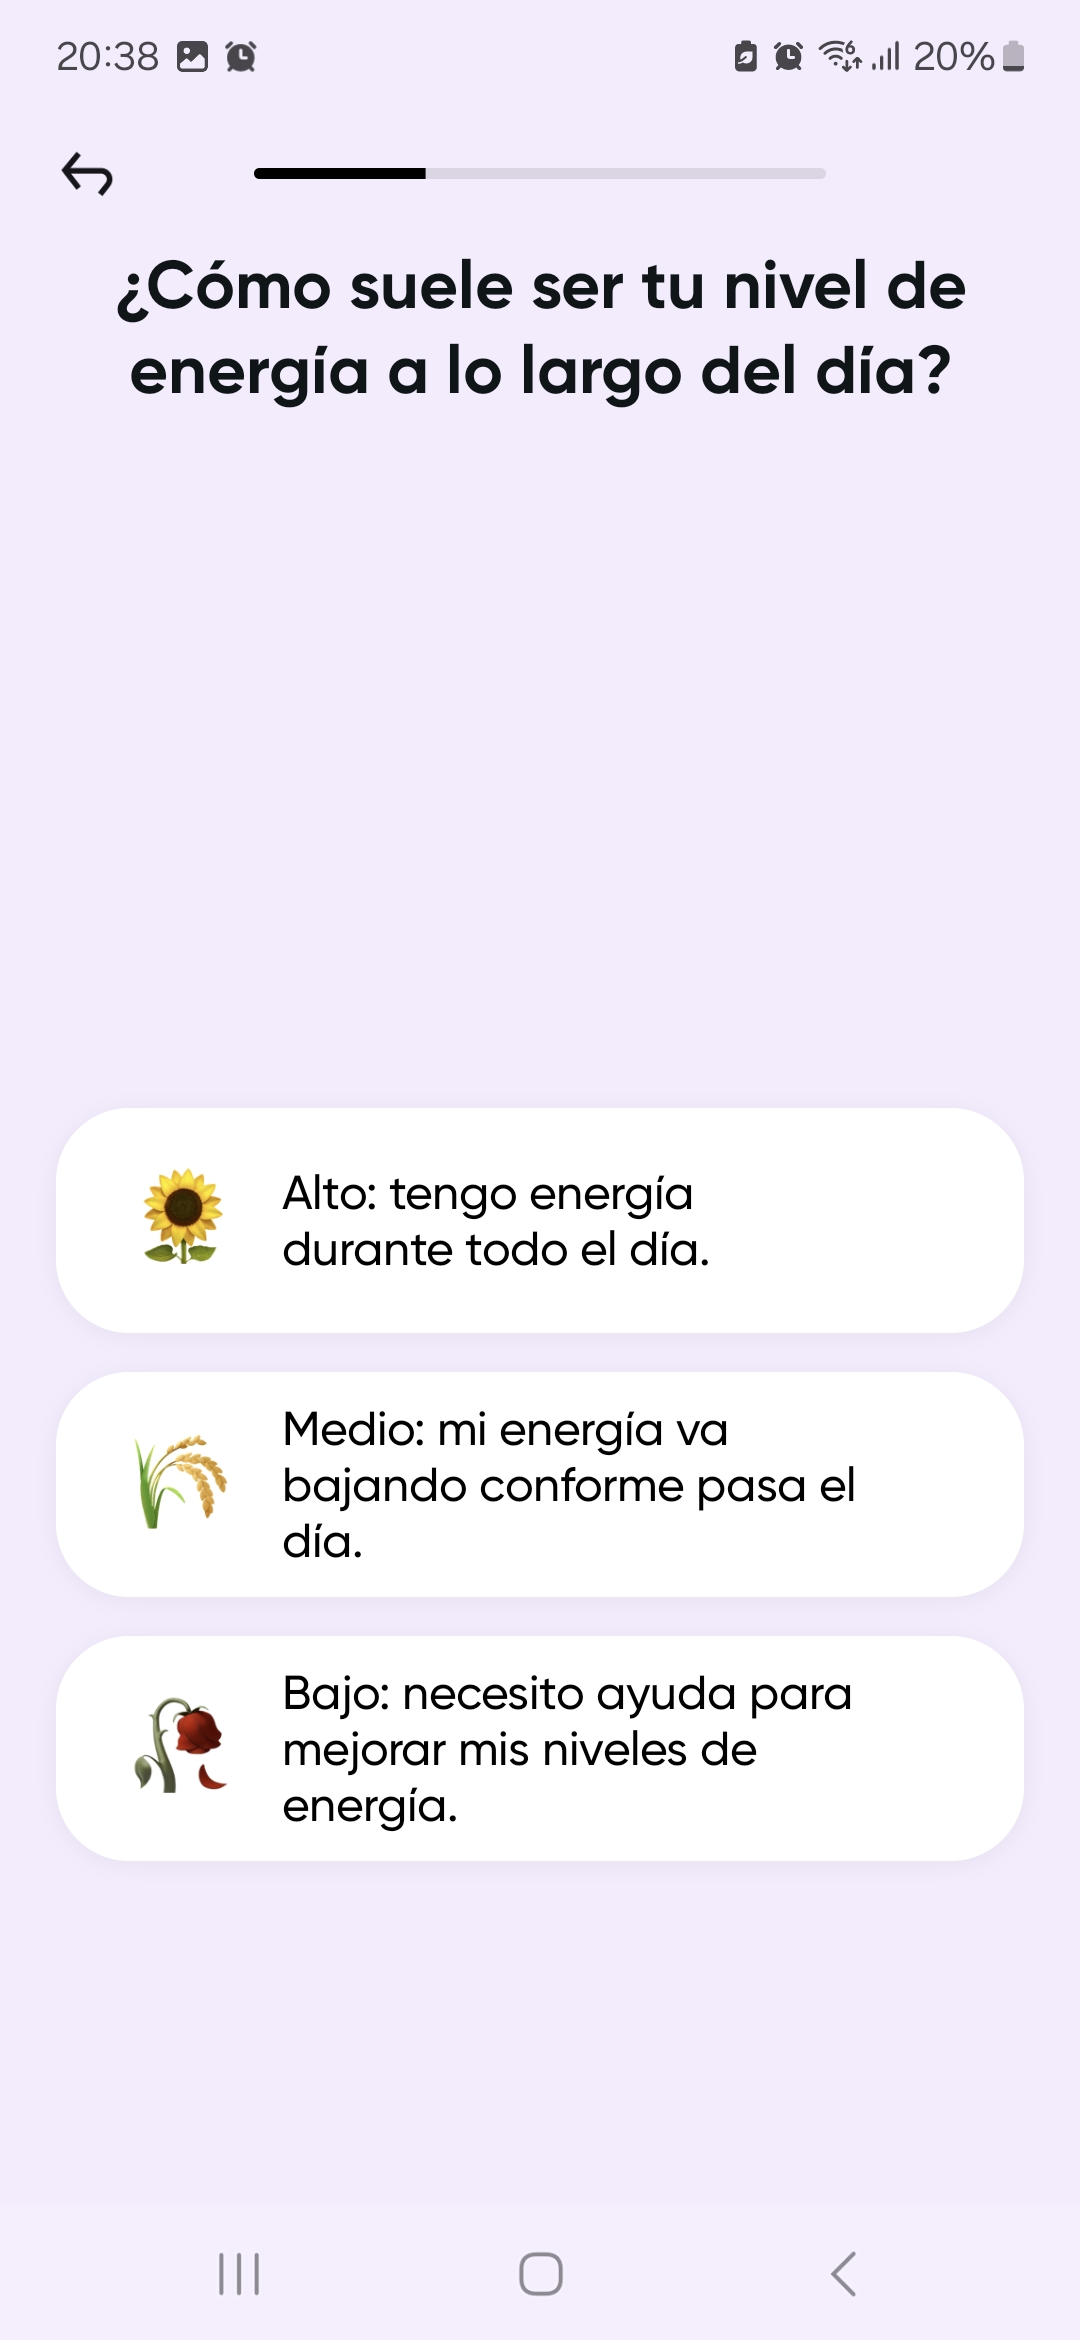 20:38
20%
¿Cómo suele ser tu nivel de
energía a lo largo del día?
Alto: tengo energía
durante todo el día.
Medio: mi energía va
bajando conforme pasa el
día.
Bajo: necesito ayuda para
mejorar mis niveles de
energía.